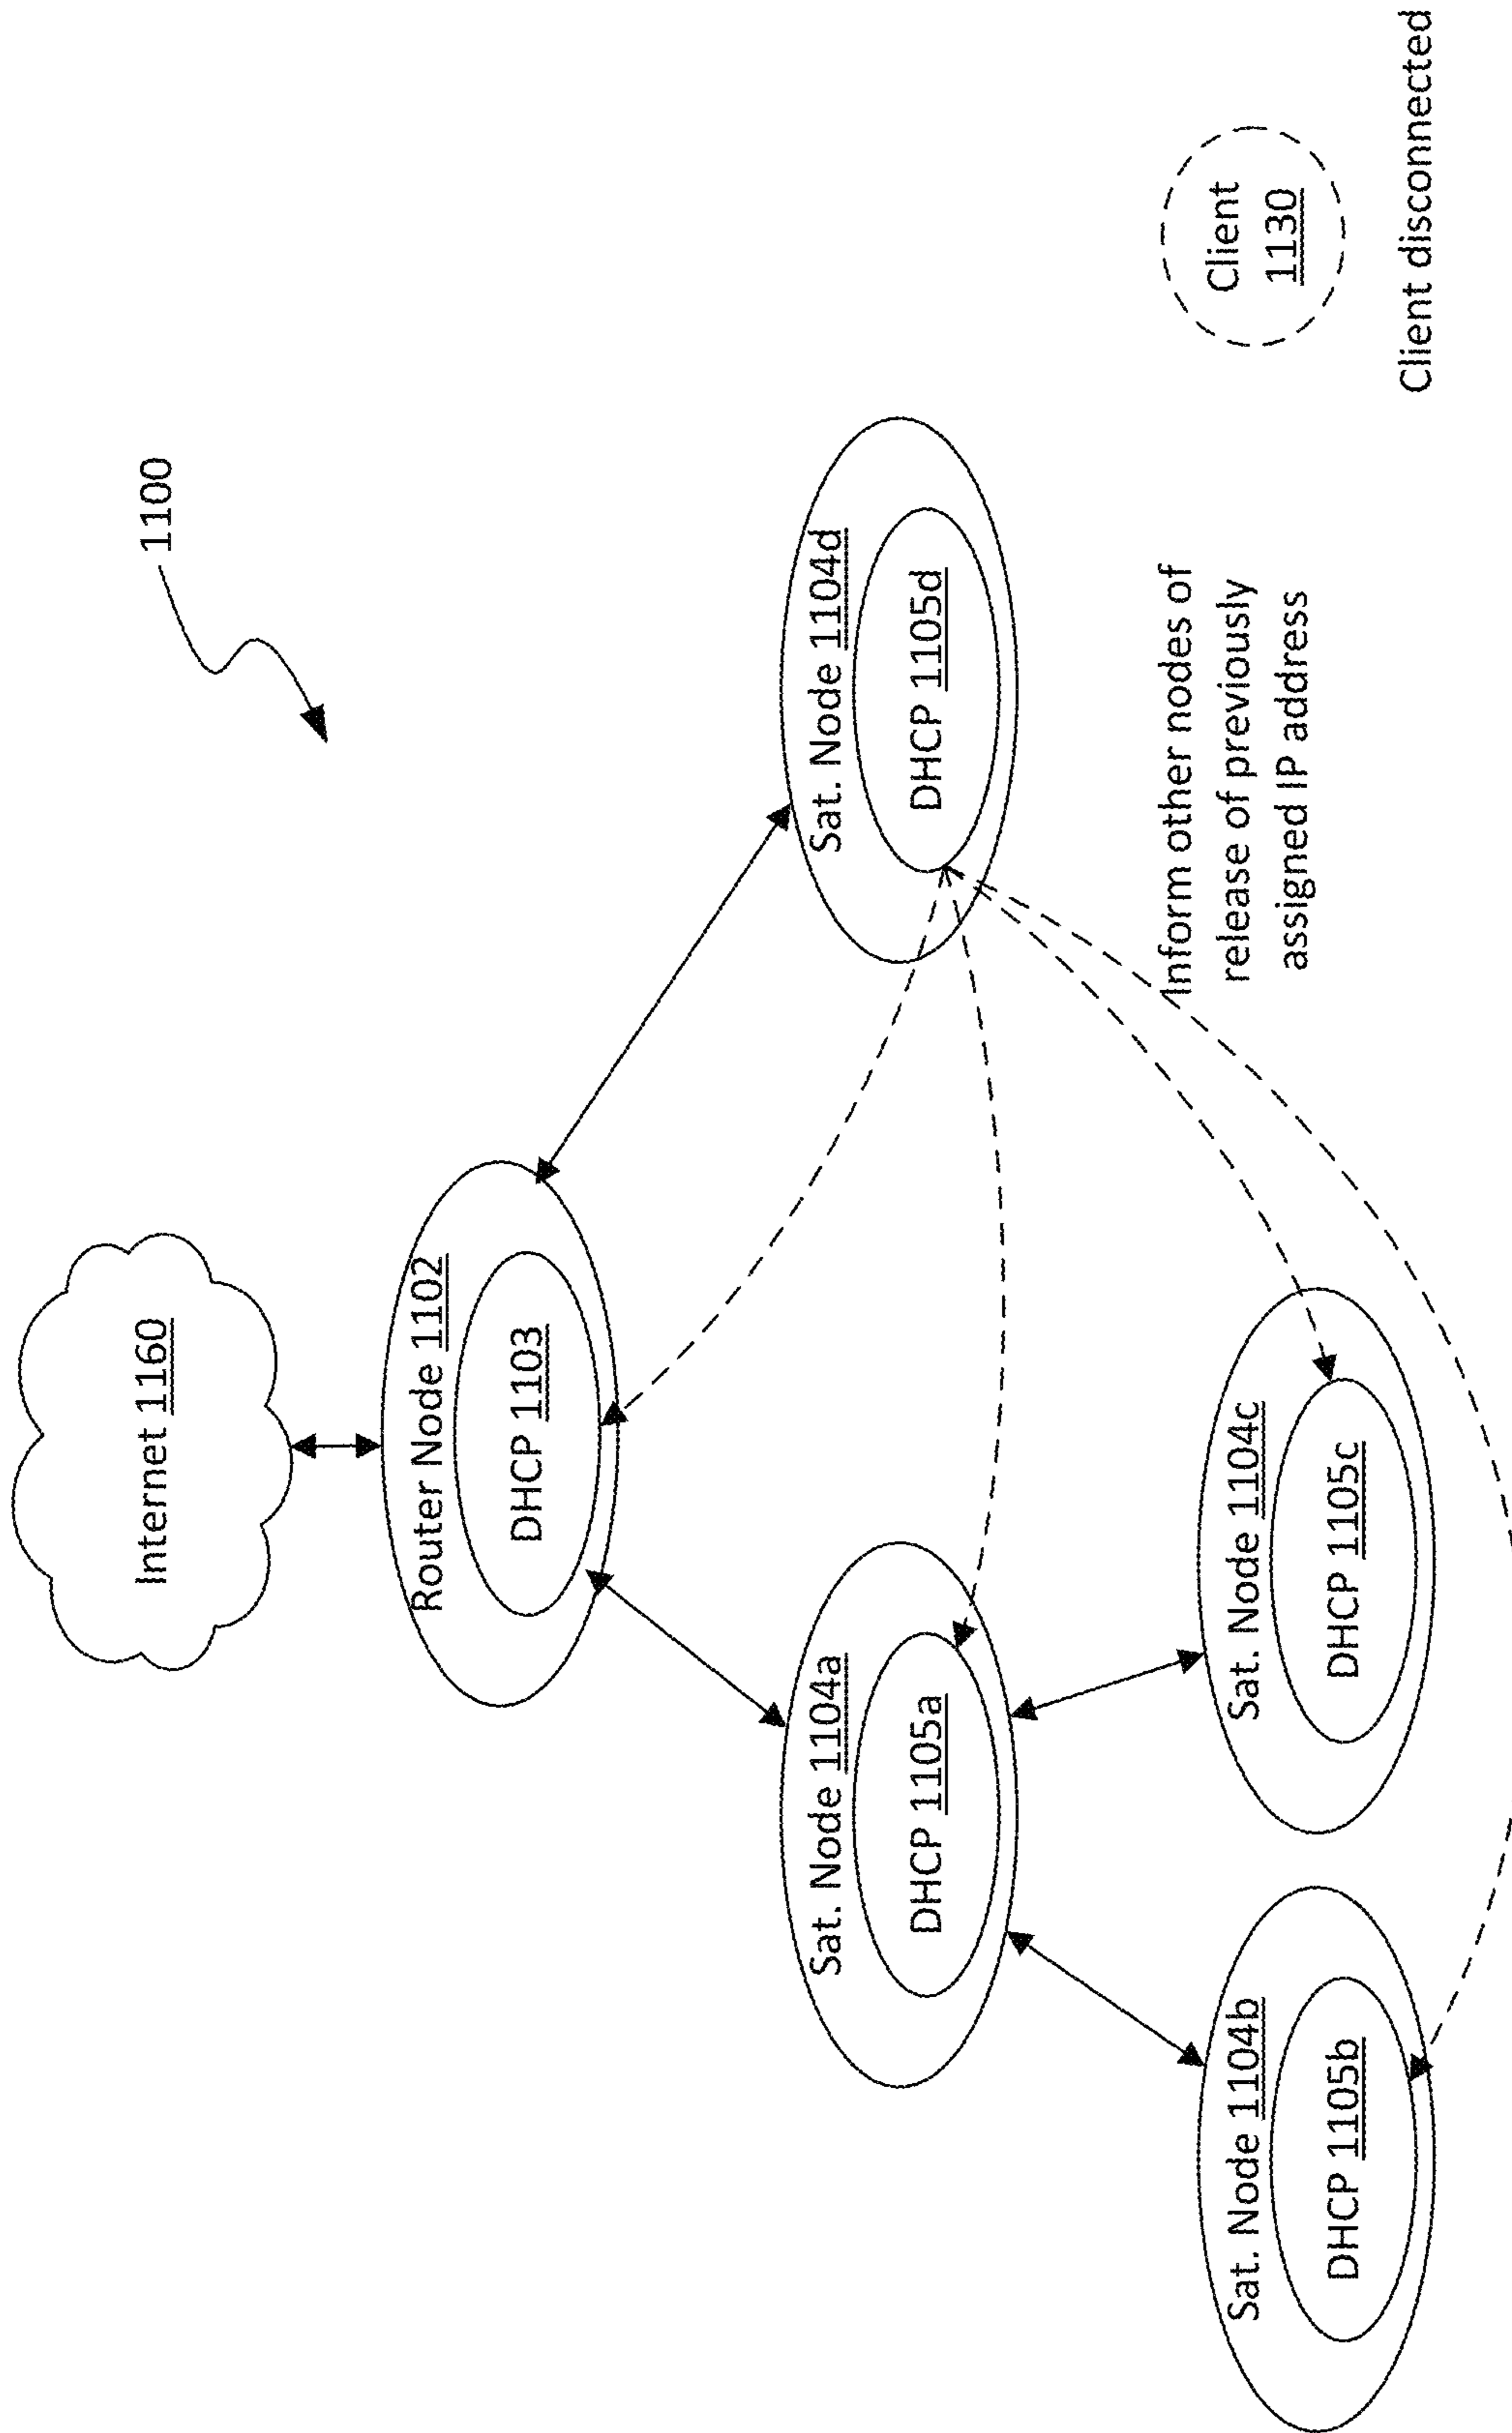 1100
Internet 1160
Router Node 1102
DHCP 1103
Sat. Node 1104a
DHCP 1105a
Sat. Node 1104d
DHCP 1105d
Sat. Node 1104b
DHCP 1105b
Sat. Node 1104c
DHCP 1105c
Inform other nodes of
release of previously
assigned IP address
Client
1130
Client disconnected